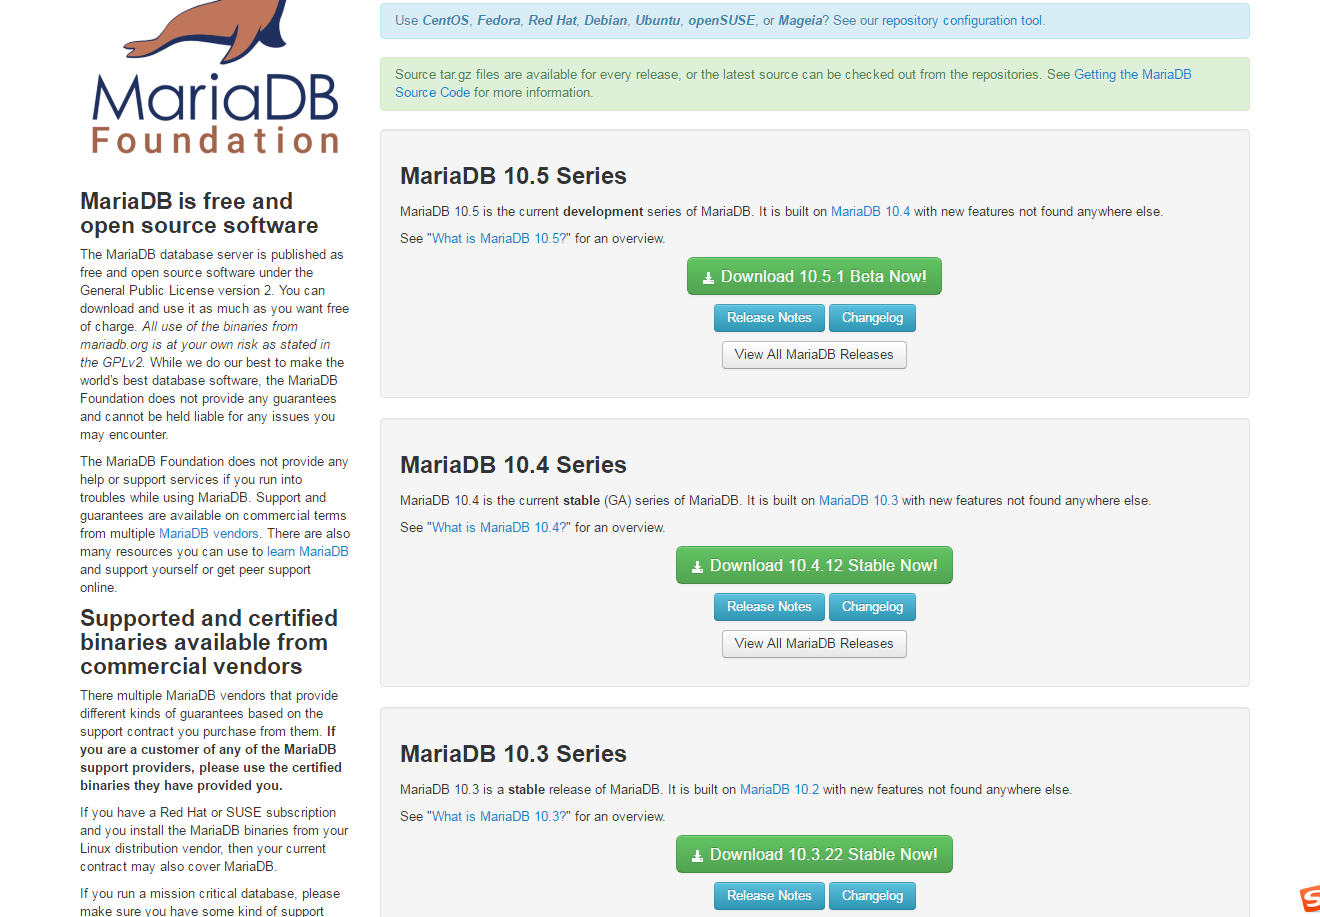 MariaDB
Foundation
MariaDB is free and
open source software
The MariaDB database server is published as
free and open source software under the
General Public License version 2. You can
download and use it as much as you want free
of charge. All use of the binaries from
mariadb.org is at your own risk as stated in
the GPLv2. While we do our best to make the
world's best database software, the MariaDB
Foundation does not provide any guarantees
and cannot be held liable for any issues you
may encounter.
The MariaDB Foundation does not provide any
help or support services if you run into
troubles while using MariaDB. Support and
guarantees are available on commercial terms
from multiple MariaDB vendors. There are also
many resources you can use to learn MariaDB
and support yourself or get peer support
online.
Supported and certified
binaries available from
commercial vendors
There multiple MariaDB vendors that provide
different kinds of guarantees based on the
support contract you purchase from them. If
you are a customer of any of the MariaDB
support providers, please use the certified
binaries they have provided you.
If you have a Red Hat or SUSE subscription
and you install the MariaDB binaries from your
Linux distribution vendor, then your current
contract may also cover MariaDB.
If you run a mission critical database, please
make sure you have some kind of support
Use CentOS, Fedora, Red Hat, Debian, Ubuntu, openSUSE, or Mageia? See our repository configuration tool.
Source tar.gz files are available for every release, or the latest source can be checked out from the repositories. See Getting the MariaDB
Source Code for more information.
MariaDB 10.5 Series
MariaDB 10.5 is the current development series of MariaDB. It is built on MariaDB 10.4 with new features not found anywhere else.
See "What is MariaDB 10.5?" for an overview.
Download 10.5.1 Beta Now!
Release Notes Changelog
View All MariaDB Releases
MariaDB 10.4 Series
MariaDB 10.4 is the current stable (GA) series of MariaDB. It is built on MariaDB 10.3 with new features not found anywhere else.
See "What is MariaDB 10.4?" for an overview.
Download 10.4.12 Stable Now!
Release Notes Changelog
View All MariaDB Releases
MariaDB 10.3 Series
MariaDB 10.3 is a stable release of MariaDB. It is built on MariaDB 10.2 with new features not found anywhere else.
See "What is MariaDB 10.3?" for an overview.
Download 10.3.22 Stable Now!
Release Notes Changelog